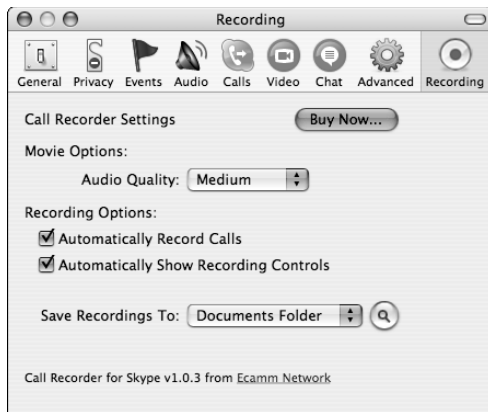 Recording
General Privacy Events Audio Calls Video Chat Advanced Recording
Call Recorder Settings Buy Now...
Movie Options:
Audio Quality: Medium
Recording Options:
Automatically Record Calls
Automatically Show Recording Controls
Save Recordings To: Documents Folder
Call Recorder for Skype v1.0.3 from Ecamm Network